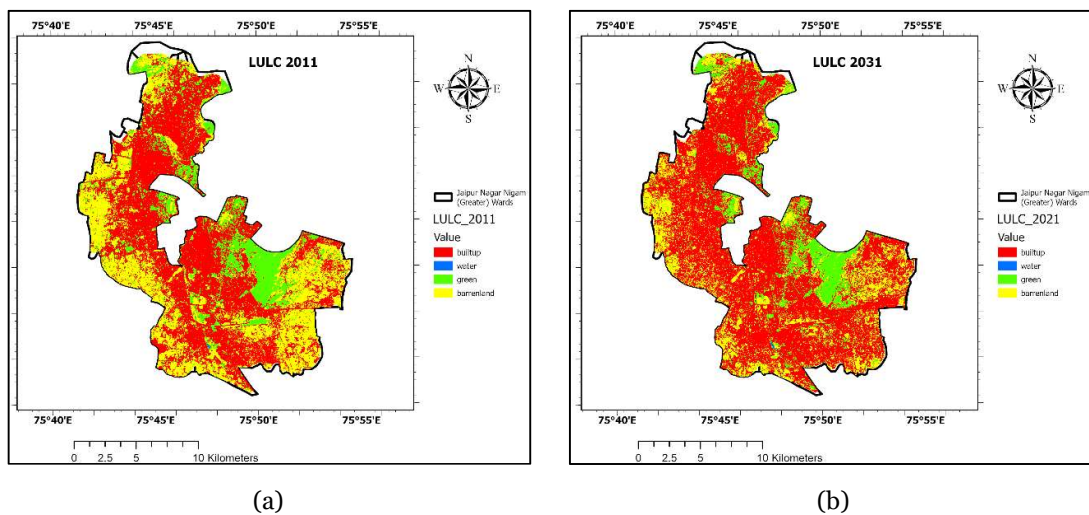 75°40'E 75°45'E 75°50'E 75°55'E
LULC 2011
N
W E
S
Jaipur Nagar Nigam
(Greater) Wards
LULC_2011
Value
builtup
water
green
barrenland
75°40'E 75°45'E 75°50'E 75°55'E
0 2.5 5 10 Kilometers
(a)
75°40'E 75°45'E 75°50'E 75°55'E
LULC 2031
N
W E
S
Jaipur Nagar Nigam
(Greater) Wards
LULC_2021
Value
builtup
water
green
barrenland
75°40'E 75°45'E 75°50'E 75°55'E
0 2.5 5 10 Kilometers
(b)